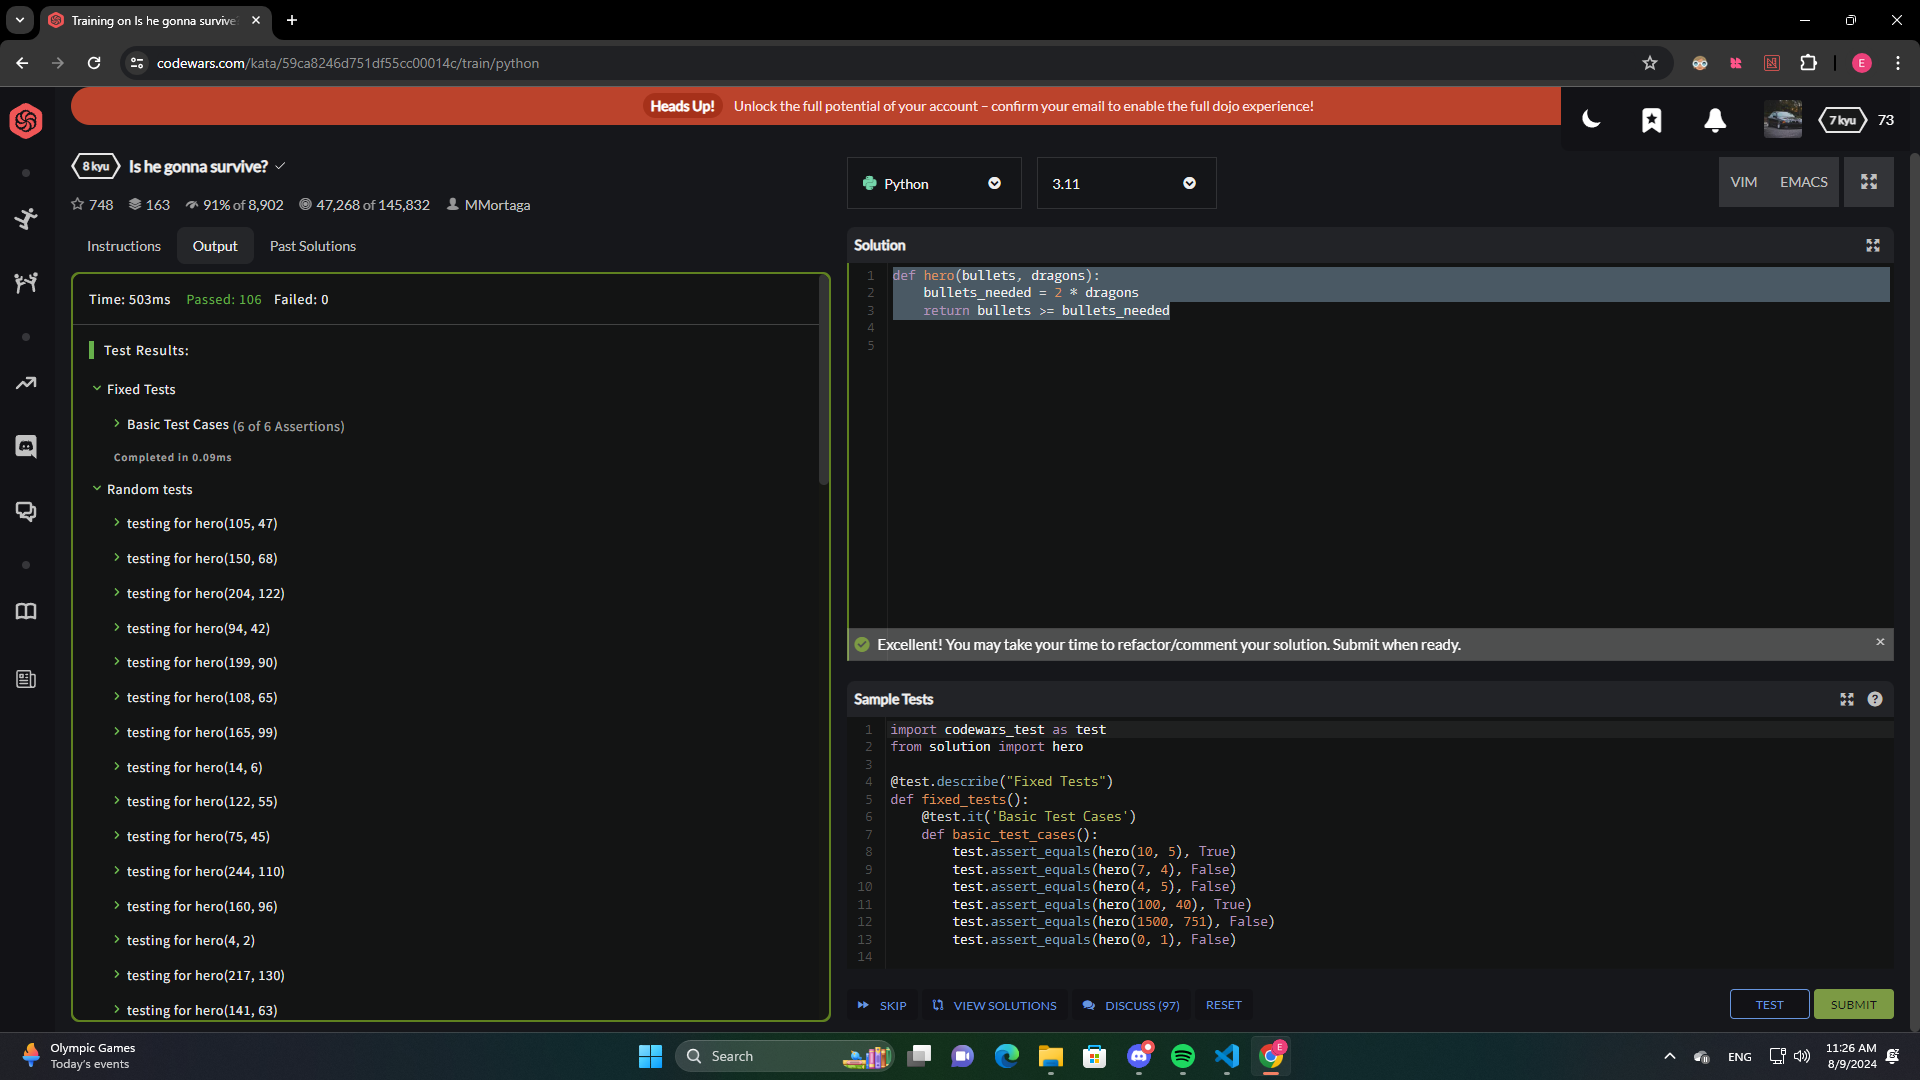 Training on Is he gonna survive
codewars.com/kata/59ca8246d751df55cc00014c/train/python
E
Heads Up! Unlock the full potential of your account – confirm your email to enable the full dojo experience!
7 kyu 73
8 kyu Is he gonna survive?
748 163 91% of 8,902 47,268 of 145,832 MMortaga
Instructions Output Past Solutions
Time: 503ms Passed: 106 Failed: 0
Test Results:
Fixed Tests
Basic Test Cases (6 of 6 Assertions)
Completed in 0.09ms
Random tests
testing for hero(105, 47)
testing for hero(150, 68)
testing for hero(204, 122)
testing for hero(94, 42)
testing for hero(199, 90)
testing for hero(108, 65)
testing for hero(165, 99)
testing for hero(14, 6)
testing for hero(122, 55)
testing for hero(75, 45)
testing for hero(244, 110)
testing for hero(160, 96)
testing for hero(4, 2)
testing for hero(217, 130)
testing for hero(141, 63)
Python 3.11 VIM EMACS
Solution
1 def hero(bullets, dragons):
2 bullets_needed = 2 * dragons
3 return bullets >= bullets_needed
4
5
Excellent! You may take your time to refactor/comment your solution. Submit when ready.
Sample Tests
1 import codewars_test as test
2 from solution import hero
3
4 @test.describe("Fixed Tests")
5 def fixed_tests():
6 @test.it('Basic Test Cases')
7 def basic_test_cases():
8 test.assert_equals(hero(10, 5), True)
9 test.assert_equals(hero(7, 4), False)
10 test.assert_equals(hero(4, 5), False)
11 test.assert_equals(hero(100, 40), True)
12 test.assert_equals(hero(1500, 751), False)
13 test.assert_equals(hero(0, 1), False)
14
SKIP VIEW SOLUTIONS DISCUSS (97) RESET TEST SUBMIT
Olympic Games
Today's events
Search
E
ENG
11:26 AM
8/9/2024